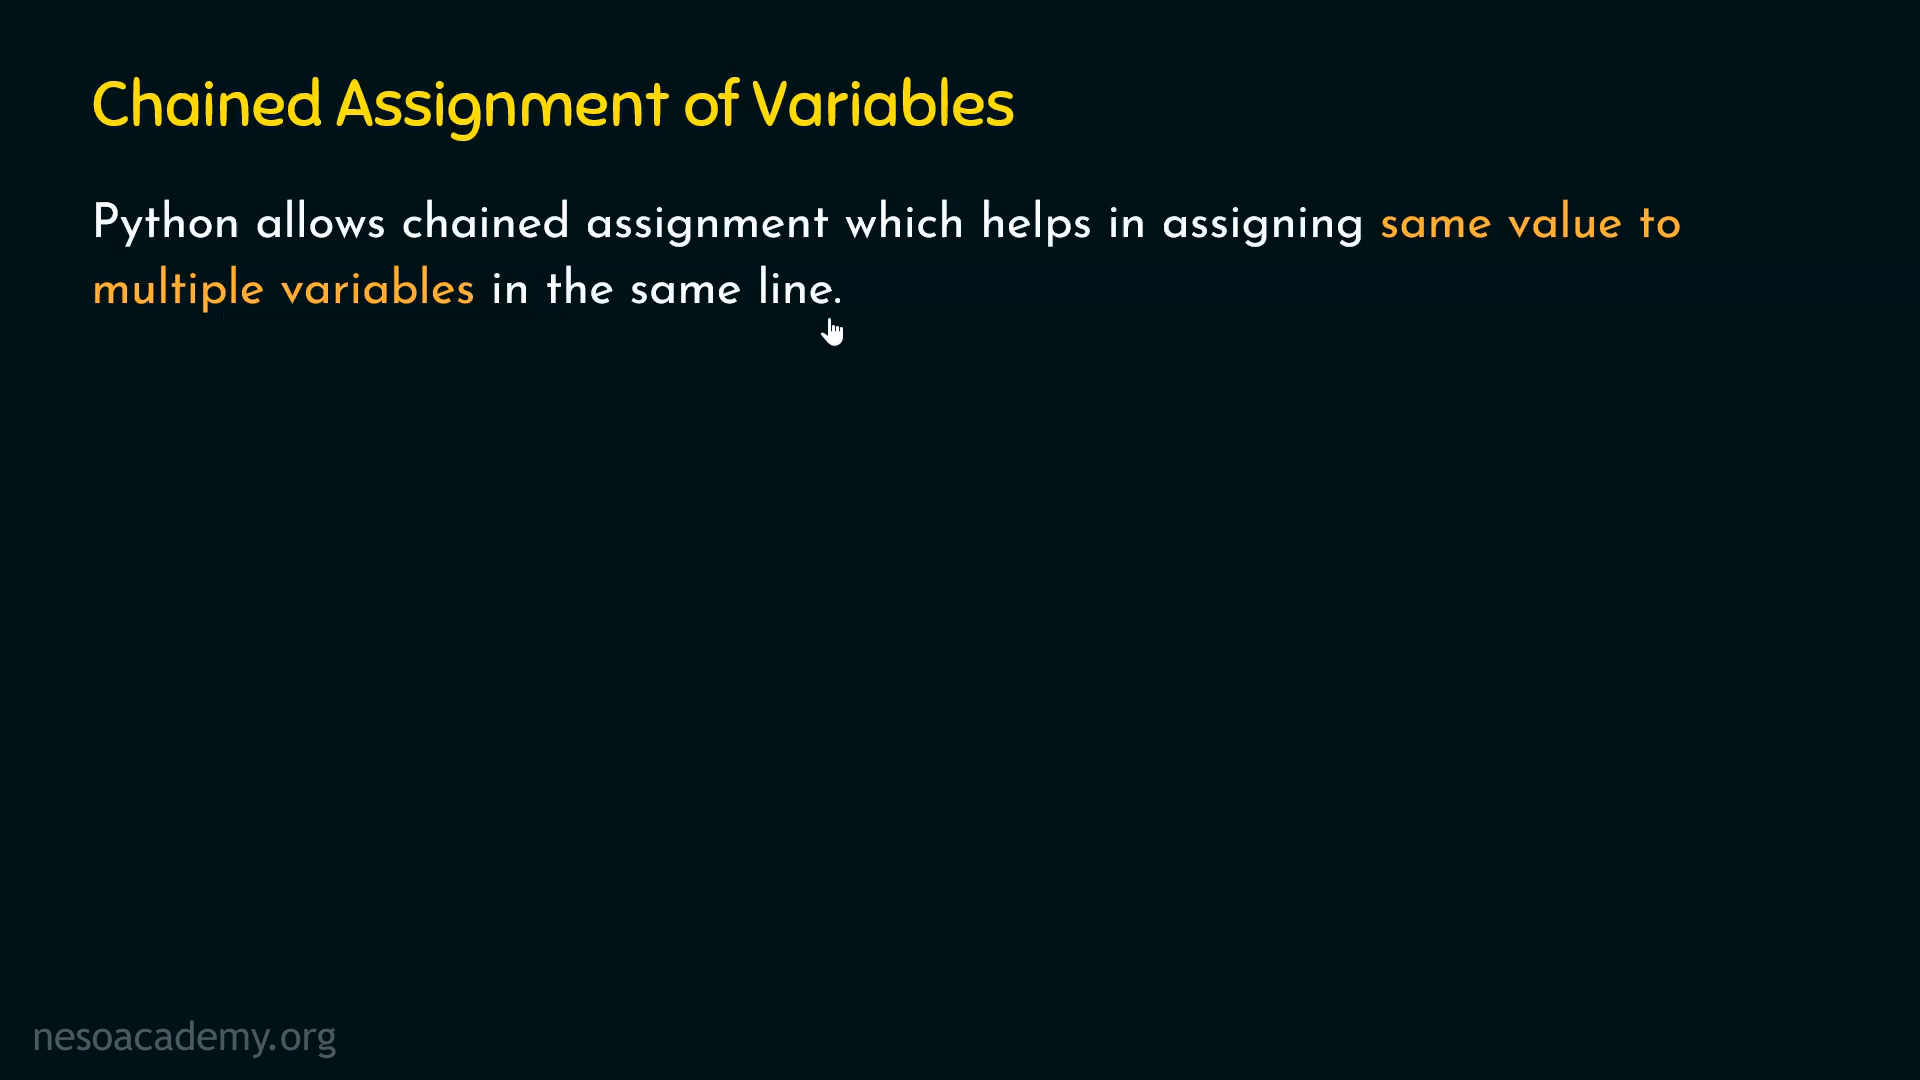 Chained Assignment of Variables
Python allows chained assignment which helps in assigning same value to
multiple variables in the same line.
nesoacademy.org